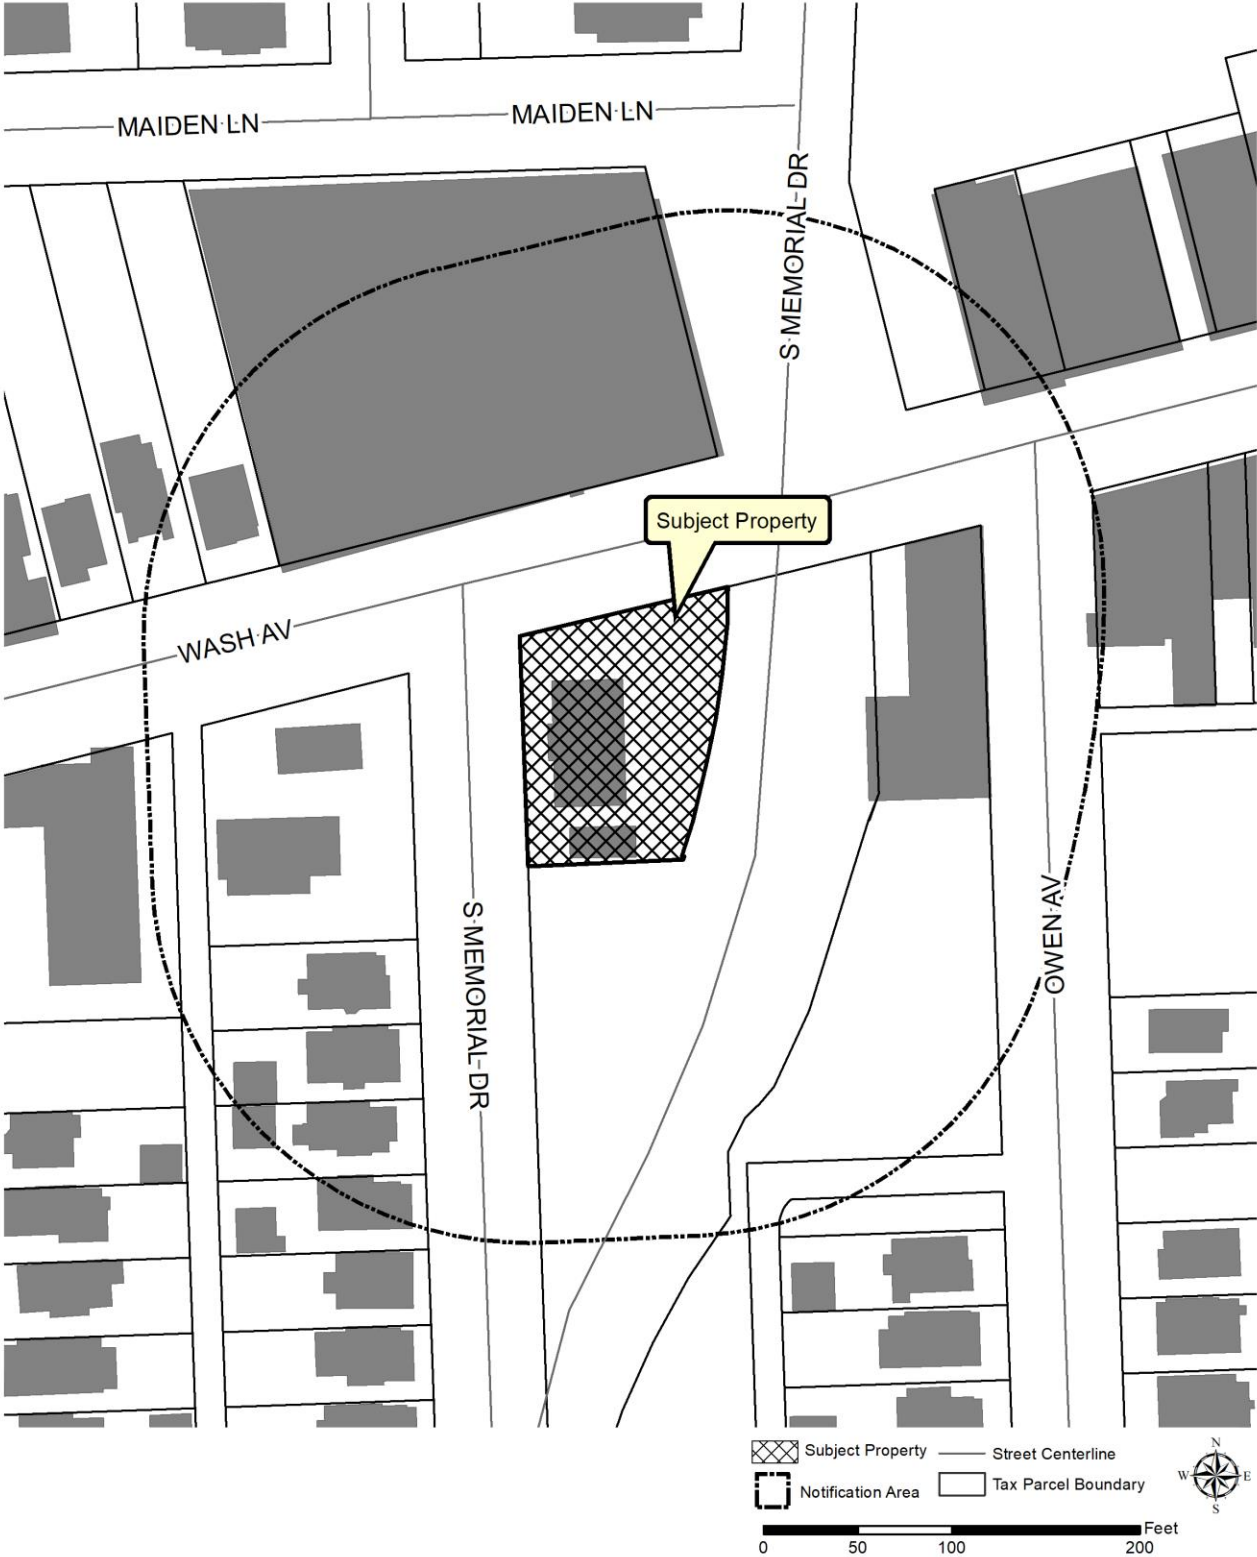 MAIDEN LN
MAIDEN LN
S MEMORIAL DR
Subject Property
WASH AV
S MEMORIAL DR
OWEN AV
Subject Property
Street Centerline
Notification Area
Tax Parcel Boundary
N
W E
S
Feet
0 50 100 200